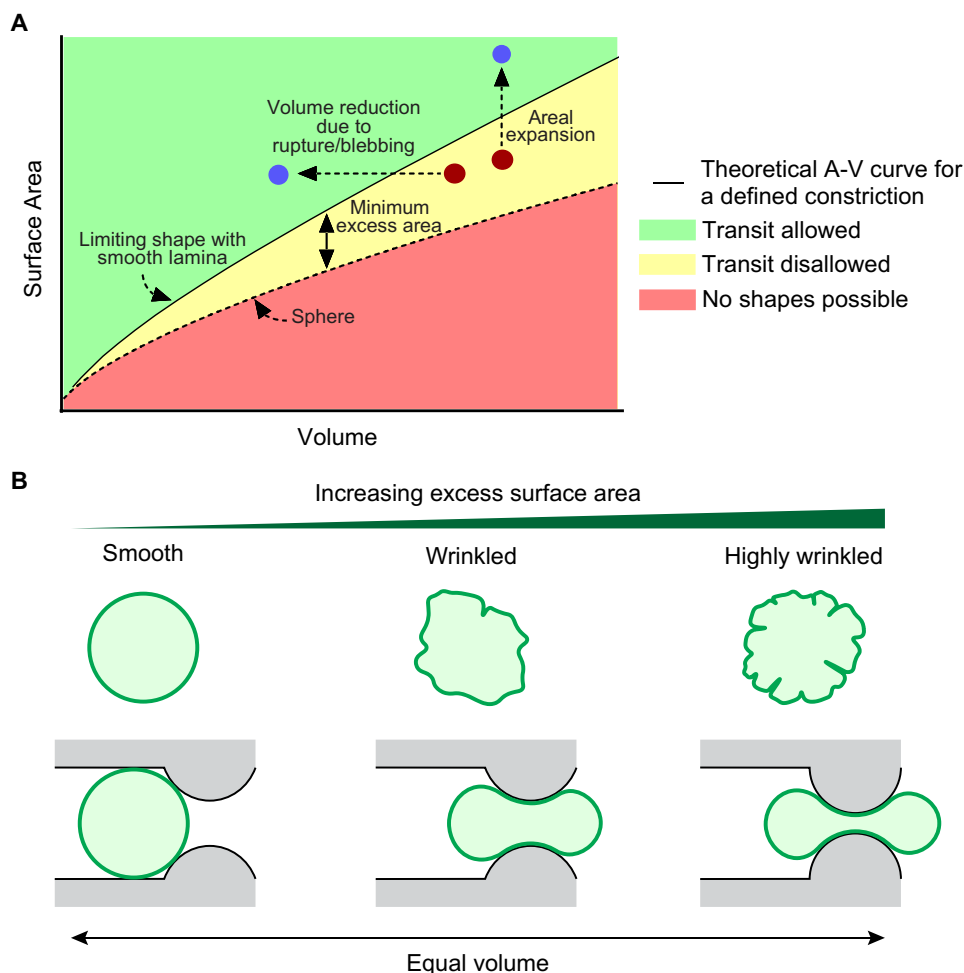 A
Surface Area
Volume reduction
due to
rupture/blebbing
Areal
expansion
Minimum
excess area
Limiting shape with
smooth lamina
Sphere
Volume
Theoretical A-V curve for
a defined constriction
Transit allowed
Transit disallowed
No shapes possible
B
Increasing excess surface area
Smooth
Wrinkled
Highly wrinkled
Equal volume